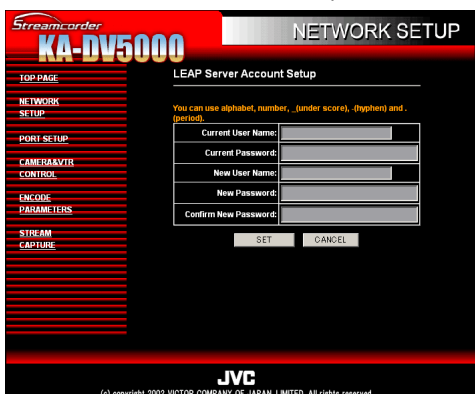 Streamcorder
KA-DV5000
NETWORK SETUP
TOP PAGE
NETWORK
SETUP
PORT SETUP
CAMERA&VTR
CONTROL
ENCODE
PARAMETERS
STREAM
CAPTURE
LEAP Server Account Setup
You can use alphabet, number, _(under score), -(hyphen) and .
(period).
Current User Name:
Current Password:
New User Name:
New Password:
Confirm New Password:
SET
CANCEL
JVC
(c) copyright 2002 VICTOR COMPANY OF JAPAN, LIMITED. All rights reserved